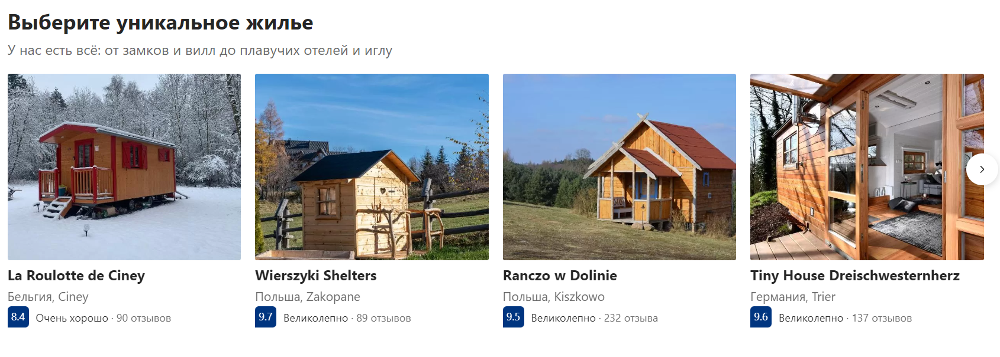 Выберите уникальное жилье
У нас есть всё: от замков и вилл до плавучих отелей и иглу
La Roulotte de Ciney
Бельгия, Ciney
8.4 Очень хорошо · 90 отзывов
Wierszyki Shelters
Польша, Zakopane
9.7 Великолепно · 89 отзывов
Ranczo w Dolinie
Польша, Kiszkowo
9.5 Великолепно · 232 отзыва
Tiny House Dreischwesternherz
Германия, Trier
9.6 Великолепно · 137 отзывов